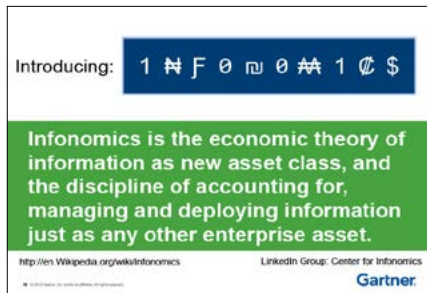 Introducing: 1 ₦ Ƒ 0 ₪ 0 ₳ 1 ₡ $
Infonomics is the economic theory of
information as new asset class, and
the discipline of accounting for,
managing and deploying information
just as any other enterprise asset.
http://en.Wikipedia.org/wiki/Infonomics LinkedIn Group: Center for Infonomics
Gartner